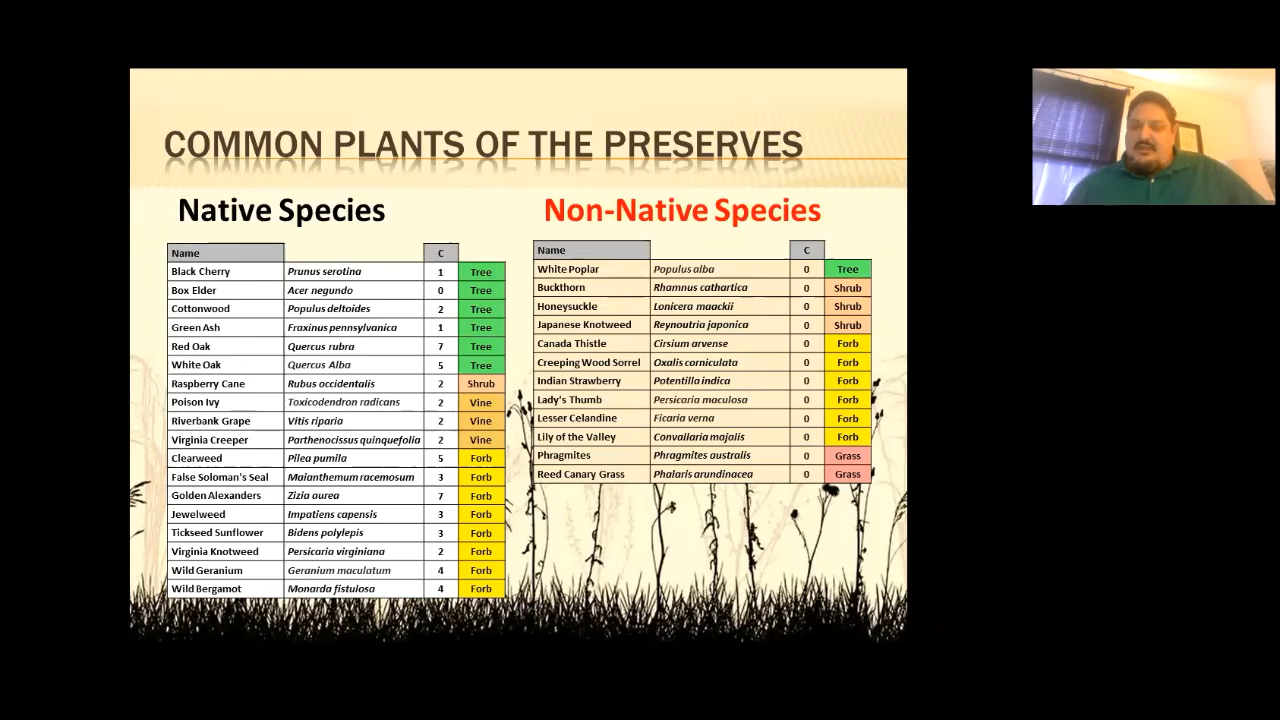 COMMON PLANTS OF THE PRESERVES
Native Species
Name C
Black Cherry Prunus serotina 1 Tree
Box Elder Acer negundo 0 Tree
Cottonwood Populus deltoides 2 Tree
Green Ash Fraxinus pennsylvanica 1 Tree
Red Oak Quercus rubra 7 Tree
White Oak Quercus Alba 5 Tree
Raspberry Cane Rubus occidentalis 2 Shrub
Poison Ivy Toxicodendron radicans 2 Vine
Riverbank Grape Vitis riparia 2 Vine
Virginia Creeper Parthenocissus quinquefolia 2 Vine
Clearweed Pilea pumila 5 Forb
False Soloman's Seal Maianthemum racemosum 3 Forb
Golden Alexanders Zizia aurea 7 Forb
Jewelweed Impatiens capensis 3 Forb
Tickseed Sunflower Bidens polylepis 3 Forb
Virginia Knotweed Persicaria virginiana 2 Forb
Wild Geranium Geranium maculatum 4 Forb
Wild Bergamot Monarda fistulosa 4 Forb
Non-Native Species
Name C
White Poplar Populus alba 0 Tree
Buckthorn Rhamnus cathartica 0 Shrub
Honeysuckle Lonicera maackii 0 Shrub
Japanese Knotweed Reynoutria japonica 0 Shrub
Canada Thistle Cirsium arvense 0 Forb
Creeping Wood Sorrel Oxalis corniculata 0 Forb
Indian Strawberry Potentilla indica 0 Forb
Lady's Thumb Persicaria maculosa 0 Forb
Lesser Celandine Ficaria verna 0 Forb
Lily of the Valley Convallaria majalis 0 Forb
Phragmites Phragmites australis 0 Grass
Reed Canary Grass Phalaris arundinacea 0 Grass